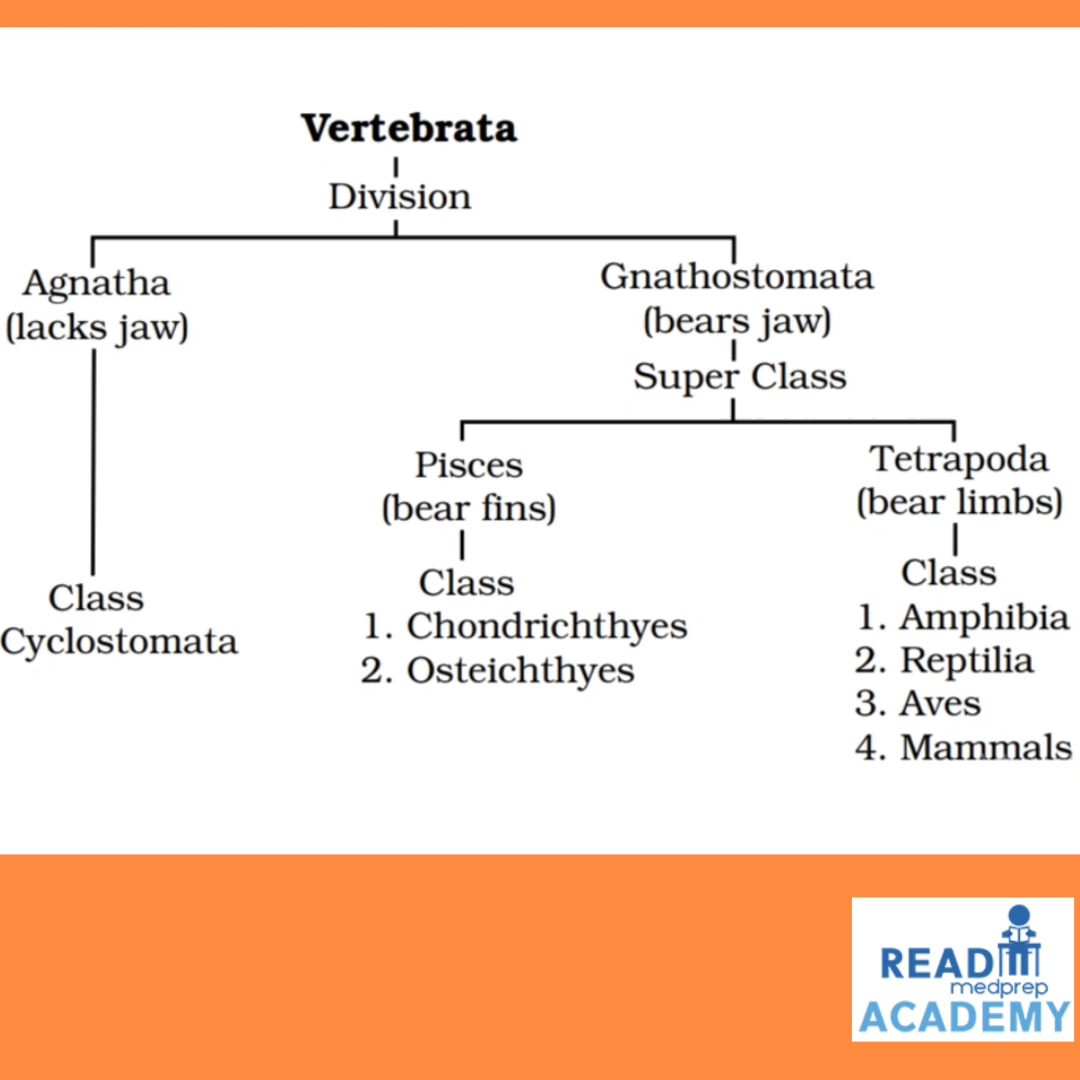 Vertebrata
Division
Agnatha
(lacks jaw)
Gnathostomata
(bears jaw)
Super Class
Pisces
(bear fins)
Tetrapoda
(bear limbs)
Class
Cyclostomata
Class
1. Chondrichthyes
2. Osteichthyes
Class
1. Amphibia
2. Reptilia
3. Aves
4. Mammals
READ
medprep
ACADEMY